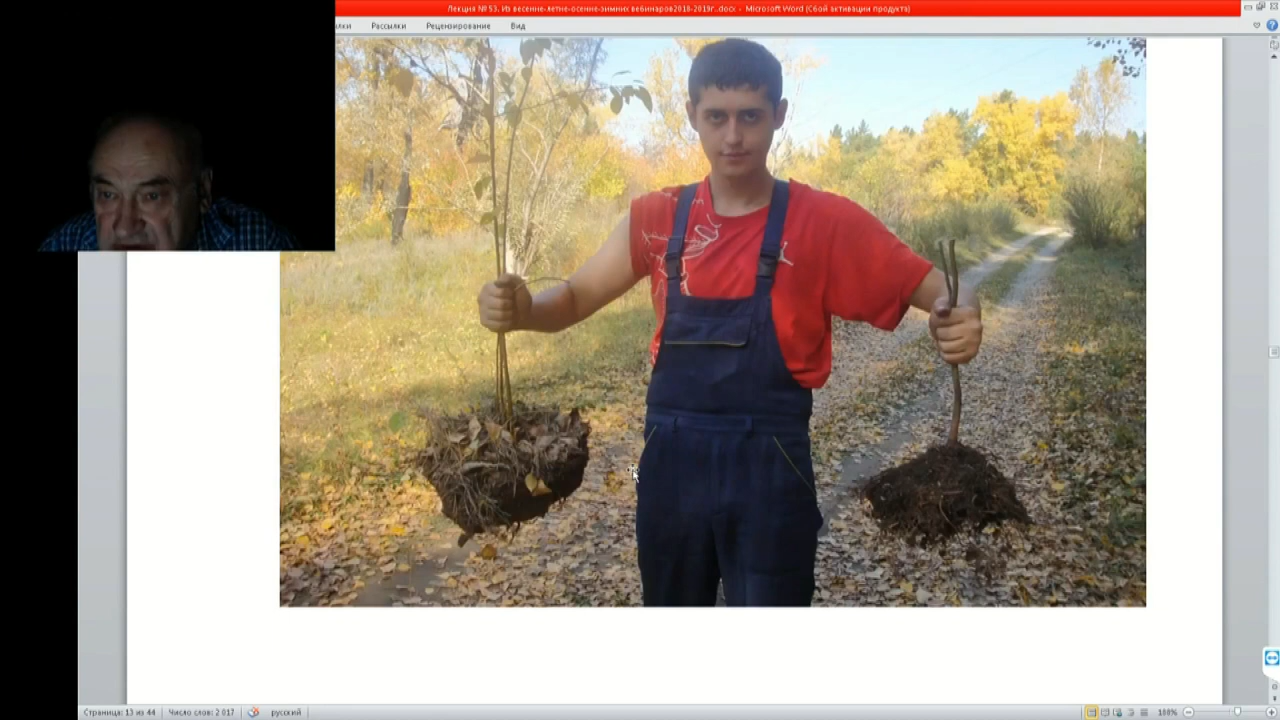 Лекция № 53. Из весенне-летне-осенне-зимних вебинаров2018-2019г..docx - Microsoft Word (Сбой активации продукта)
лки Рассылки Рецензирование Вид
Страница: 13 из 44 Число слов: 2 017 русский 188%